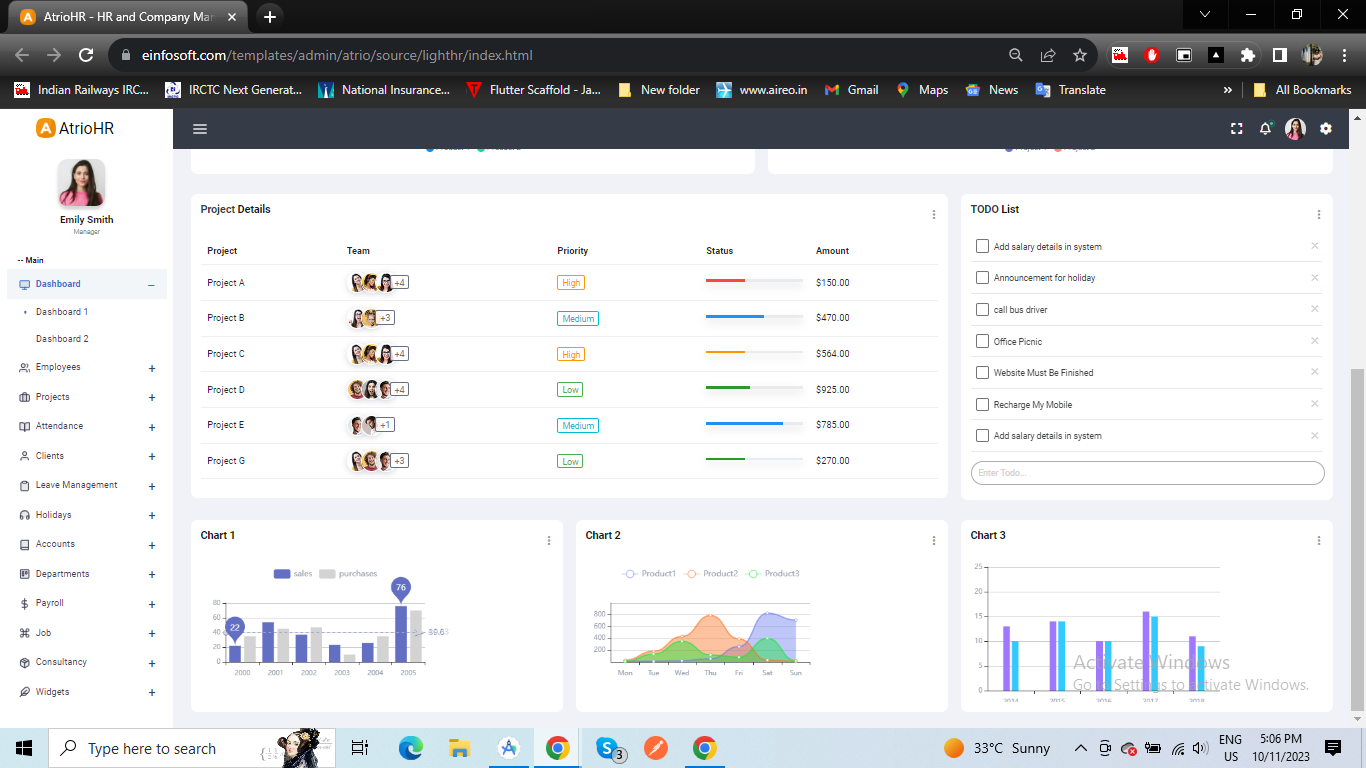 AtrioHR - HR and Company Man
einfosoft.com/templates/admin/atrio/source/lighthr/index.html
Indian Railways IRC...
IRCTC Next Generat...
National Insurance...
Flutter Scaffold - Ja...
New folder
www.aireo.in
Gmail
Maps
News
Translate
»
All Bookmarks
AtrioHR
Emily Smith
Manager
-- Main
Dashboard
Dashboard 1
Dashboard 2
Employees +
Projects +
Attendance +
Clients +
Leave Management +
Holidays +
Accounts +
Departments +
Payroll +
Job +
Consultancy +
Widgets +
Project Details
Project Team Priority Status Amount
Project A +4 High $150.00
Project B +3 Medium $470.00
Project C +4 High $564.00
Project D +4 Low $925.00
Project E +1 Medium $785.00
Project G +3 Low $270.00
TODO List
Add salary details in system
Announcement for holiday
call bus driver
Office Picnic
Website Must Be Finished
Recharge My Mobile
Add salary details in system
Enter Todo...
Chart 1
sales purchases
76
80
60
22
40
20
0
2000 2001 2002 2003 2004 2005
Chart 2
Product1 Product2 Product3
800
600
400
200
Mon Tue Wed Thu Fri Sat Sun
Chart 3
25
20
15
10
5
0
2014 2015 2016 2017 2018
Activate Windows
Go to Settings to activate Windows.
Type here to search
3
33°C Sunny
ENG
US
5:06 PM
10/11/2023